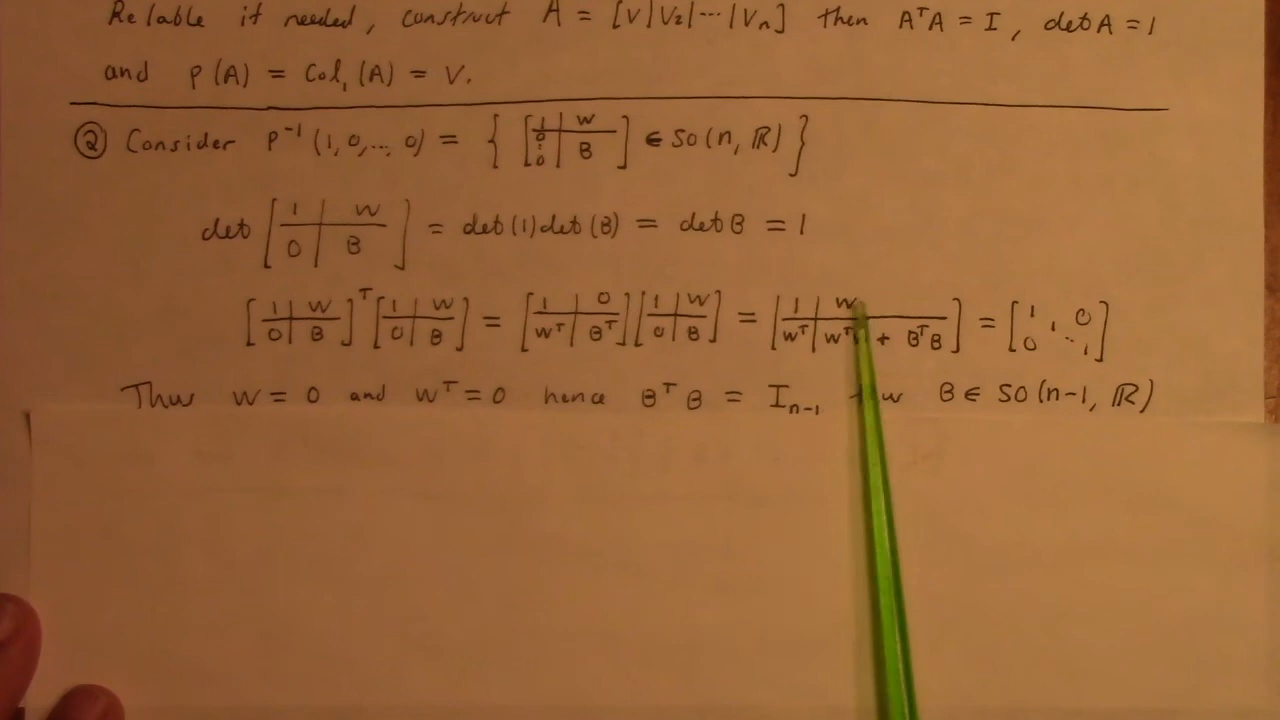 Relable if needed, construct A = [V|V₂|⋯|Vₙ] then AᵀA = I, det A = 1
and p(A) = Col₁(A) = V.
② Consider p⁻¹(1,0,...,0) = { [1 | W / 0 ⋮ 0 | B] ∈ SO(n, ℝ) }
det [1 | W / 0 | B] = det(1)det(B) = det B = 1
[1 | W / 0 | B]ᵀ [1 | W / 0 | B] = [1 | 0 / Wᵀ | Bᵀ] [1 | W / 0 | B] = [1 | W / Wᵀ | Wᵀ + BᵀB] = [1 0 ⋱ 0 1]
Thus W = 0 and Wᵀ = 0 hence BᵀB = Iₙ₋₁ B ∈ SO(n-1, ℝ)